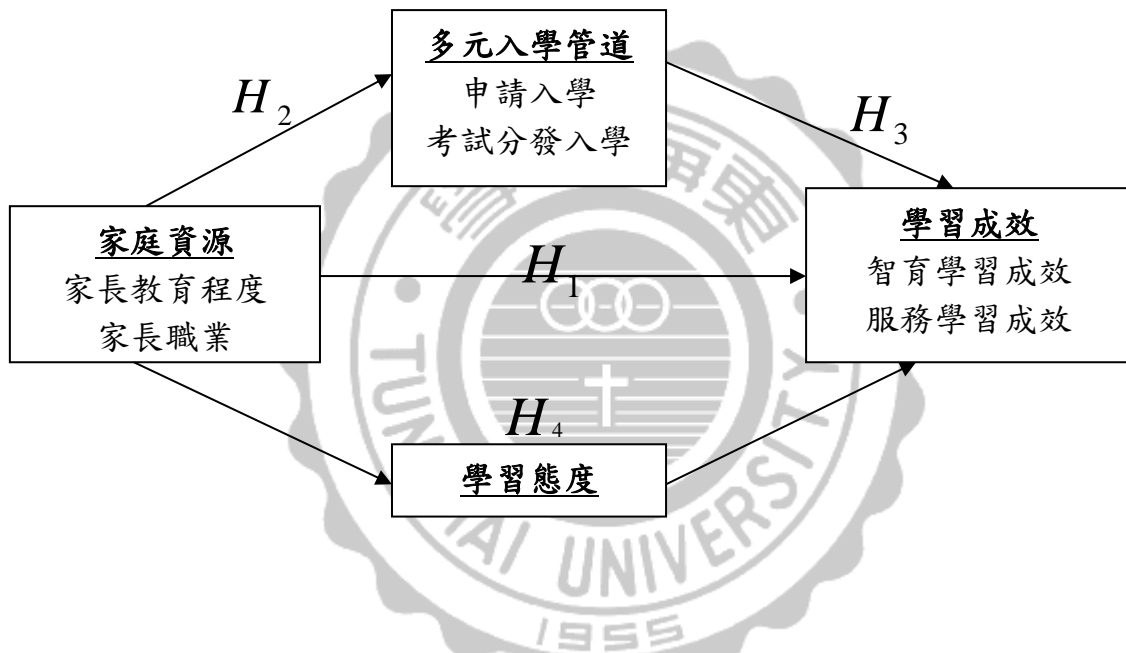 多元入學管道
申請入學
考試分發入學
H₂
H₃
家庭資源
家長教育程度
家長職業
H₁
學習成效
智育學習成效
服務學習成效
H₄
學習態度
TUNGHAI UNIVERSITY
1955